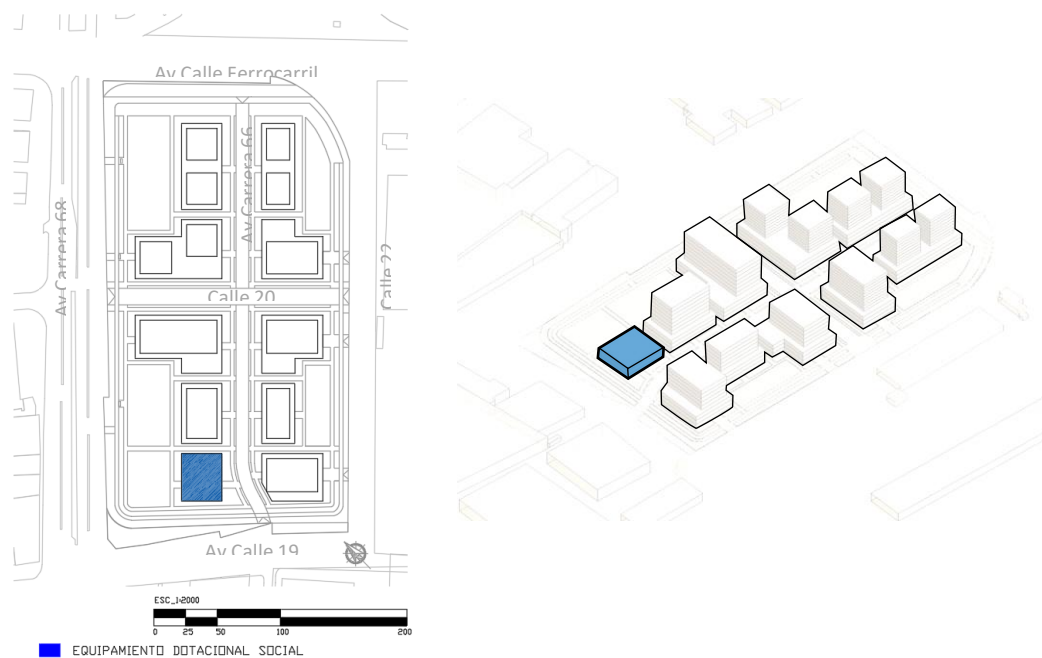 Av Calle Ferrocarril
Av Carrera 66
Av Carrera 68
Calle 22
Calle 20
Av Calle 19
ESC_1:2000
0 25 50 100 200
EQUIPAMIENTO DOTACIONAL SOCIAL